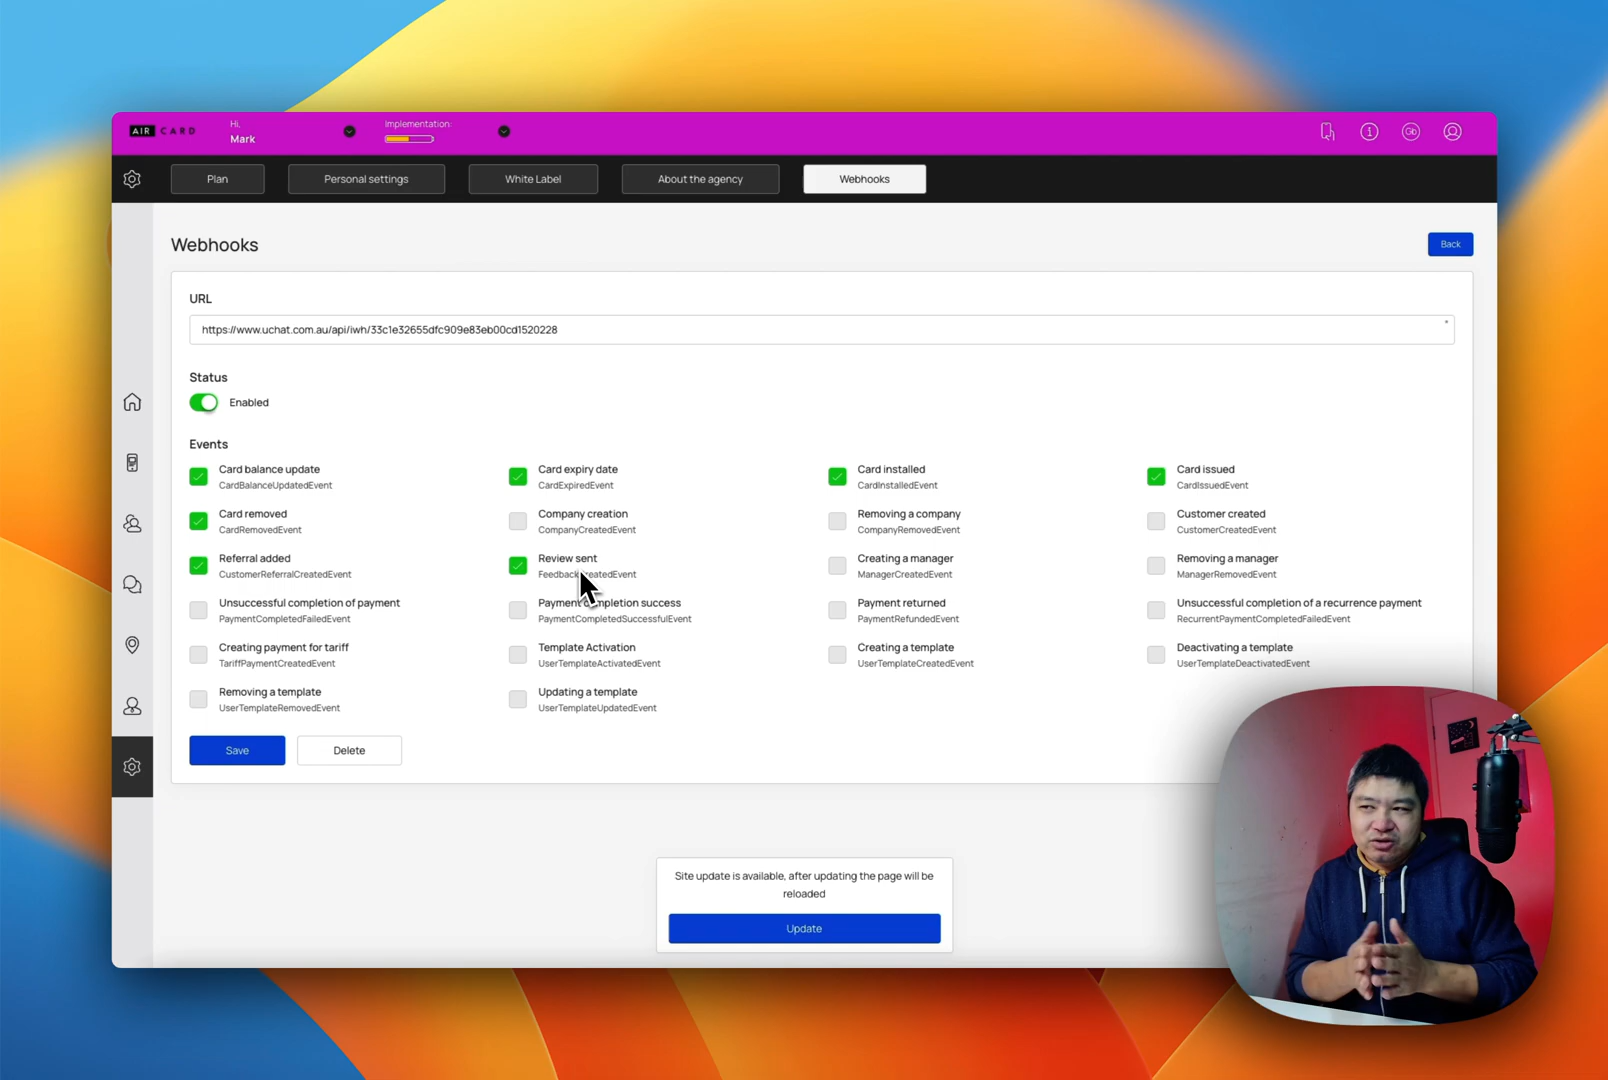 AIR CARD
Hi,
Mark
Implementation:
Gb
Plan
Personal settings
White Label
About the agency
Webhooks
Webhooks
Back
URL
https://www.uchat.com.au/api/iwh/33c1e32655dfc909e83eb00cd1520228
*
Status
Enabled
Events
Card balance update
CardBalanceUpdatedEvent
Card expiry date
CardExpiredEvent
Card installed
CardInstalledEvent
Card issued
CardIssuedEvent
Card removed
CardRemovedEvent
Company creation
CompanyCreatedEvent
Removing a company
CompanyRemovedEvent
Customer created
CustomerCreatedEvent
Referral added
CustomerReferralCreatedEvent
Review sent
Creating a manager
ManagerCreatedEvent
Removing a manager
ManagerRemovedEvent
Unsuccessful completion of payment
PaymentCompletedFailedEvent
Payment completion success
PaymentCompletedSuccessfulEvent
Payment returned
PaymentRefundedEvent
Unsuccessful completion of a recurrence payment
RecurrentPaymentCompletedFailedEvent
Creating payment for tariff
TariffPaymentCreatedEvent
Template Activation
UserTemplateActivatedEvent
Creating a template
UserTemplateCreatedEvent
Deactivating a template
UserTemplateDeactivatedEvent
Removing a template
UserTemplateRemovedEvent
Updating a template
UserTemplateUpdatedEvent
Save
Delete
Site update is available, after updating the page will be
reloaded
Update